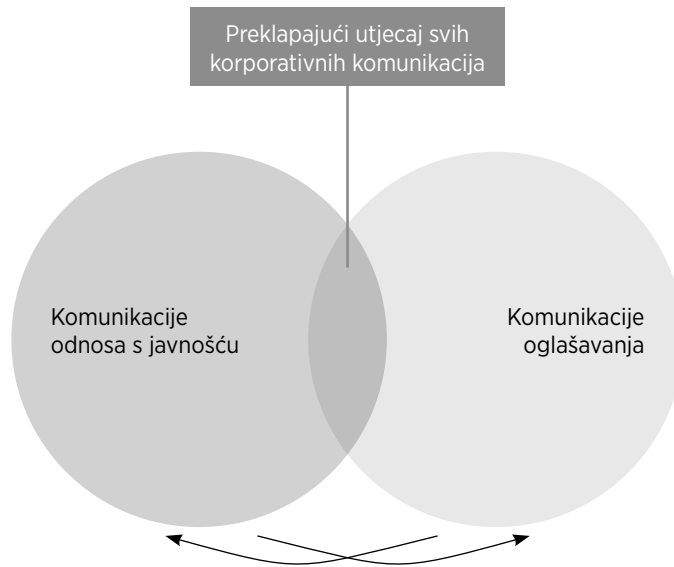 Preklapajući utjecaj svih
korporativnih komunikacija
Komunikacije
odnosa s javnošću
Komunikacije
oglašavanja